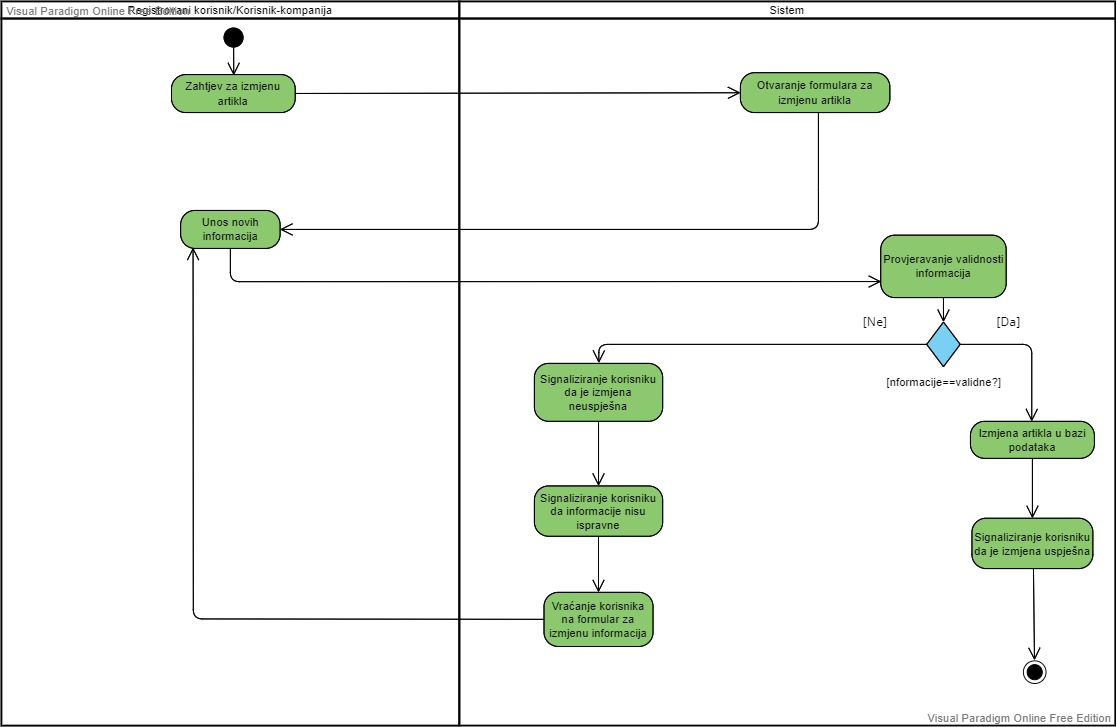 Visual Paradigm Online Free Edition
Registrovani korisnik/Korisnik-kompanija
Sistem
Zahtjev za izmjenu
artikla
Otvaranje formulara za
izmjenu artikla
Unos novih
informacija
Provjeravanje validnosti
informacija
[Ne]
[Da]
[nformacije==validne?]
Signaliziranje korisniku
da je izmjena
neuspješna
Izmjena artikla u bazi
podataka
Signaliziranje korisniku
da informacije nisu
ispravne
Signaliziranje korisniku
da je izmjena uspješna
Vraćanje korisnika
na formular za
izmjenu informacija
Visual Paradigm Online Free Edition